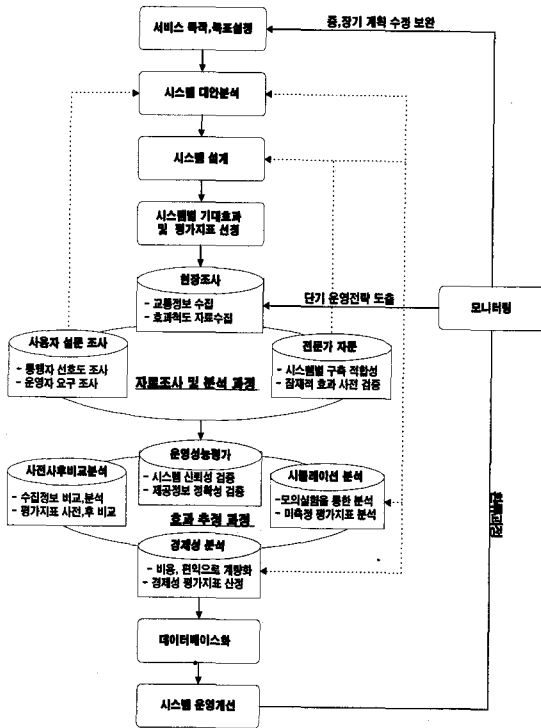 서비스 목적,목표설정
중,장기 계획 수정 보완
시스템 대안분석
시스템 설계
시스템별 기대효과
및 평가지표 선정
현장조사
- 교통정보 수집
- 효과척도 자료수집
단기 운영전략 도출
모니터링
사용자 설문 조사
- 통행자 선호도 조사
- 운영자 요구 조사
전문가 자문
- 시스템별 구축 적합성
- 잠재적 효과 사전 검증
자료조사 및 분석 과정
운영성능평가
- 시스템 신뢰성 검증
- 제공정보 정확성 검증
사전사후비교분석
- 수집정보 비교,분석
- 평가지표 사전,후 비교
시뮬레이션 분석
-모의실험을 통한 분석
- 미측정 평가지표 분석
효과 추정 과정
환류과정
경제성 분석
- 비용, 편익으로 계량화
- 경제성 평가지표 산정
데이터베이스화
시스템 운영개선